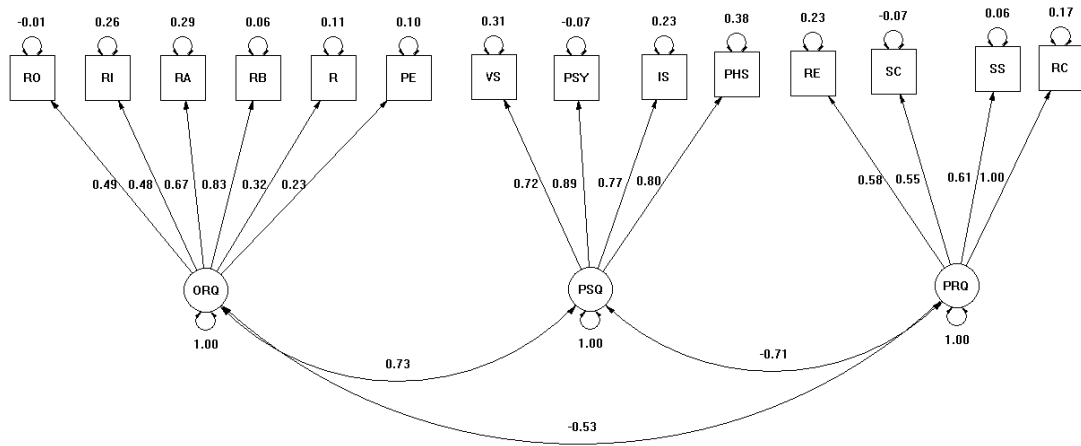 -0.01 0.26 0.29 0.06 0.11 0.10 0.31 -0.07 0.23 0.38 0.23 -0.07 0.06 0.17
RO RI RA RB R PE VS PSY IS PHS RE SC SS RC
0.49 0.48 0.67 0.83 0.32 0.23 0.72 0.89 0.77 0.80 0.58 0.55 0.61 1.00
ORQ PSQ PRQ
1.00 1.00 1.00
0.73 -0.71
-0.53